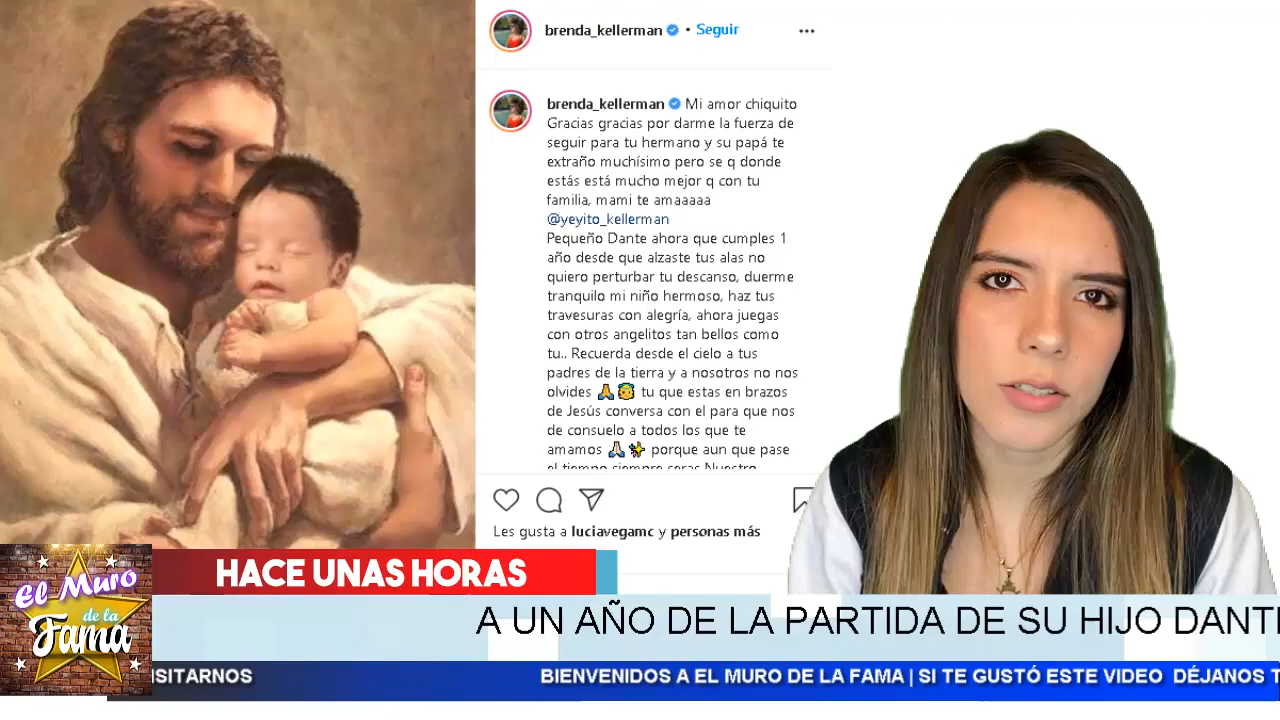 brenda_kellerman • Seguir
brenda_kellerman Mi amor chiquito
Gracias gracias por darme la fuerza de
seguir para tu hermano y su papá te
extraño muchísimo pero se q donde
estás está mucho mejor q con tu
familia, mami te amaaaaa
@yeyito_kellerman
Pequeño Dante ahora que cumples 1
año desde que alzaste tus alas no
quiero perturbar tu descanso, duerme
tranquilo mi niño hermoso, haz tus
travesuras con alegría, ahora juegas
con otros angelitos tan bellos como
tu.. Recuerda desde el cielo a tus
padres de la tierra y a nosotros no nos
olvides 🙏😇 tu que estas en brazos
de Jesús conversa con el para que nos
de consuelo a todos los que te
amamos 🙏🏻✨ porque aun que pase
el tiempo siempre seras Nuestro
Les gusta a luciavegamc y personas más
HACE UNAS HORAS
El Muro
de la
Fama
A UN AÑO DE LA PARTIDA DE SU HIJO DANT
ISITARNOS BIENVENIDOS A EL MURO DE LA FAMA | SI TE GUSTÓ ESTE VIDEO DÉJANOS T